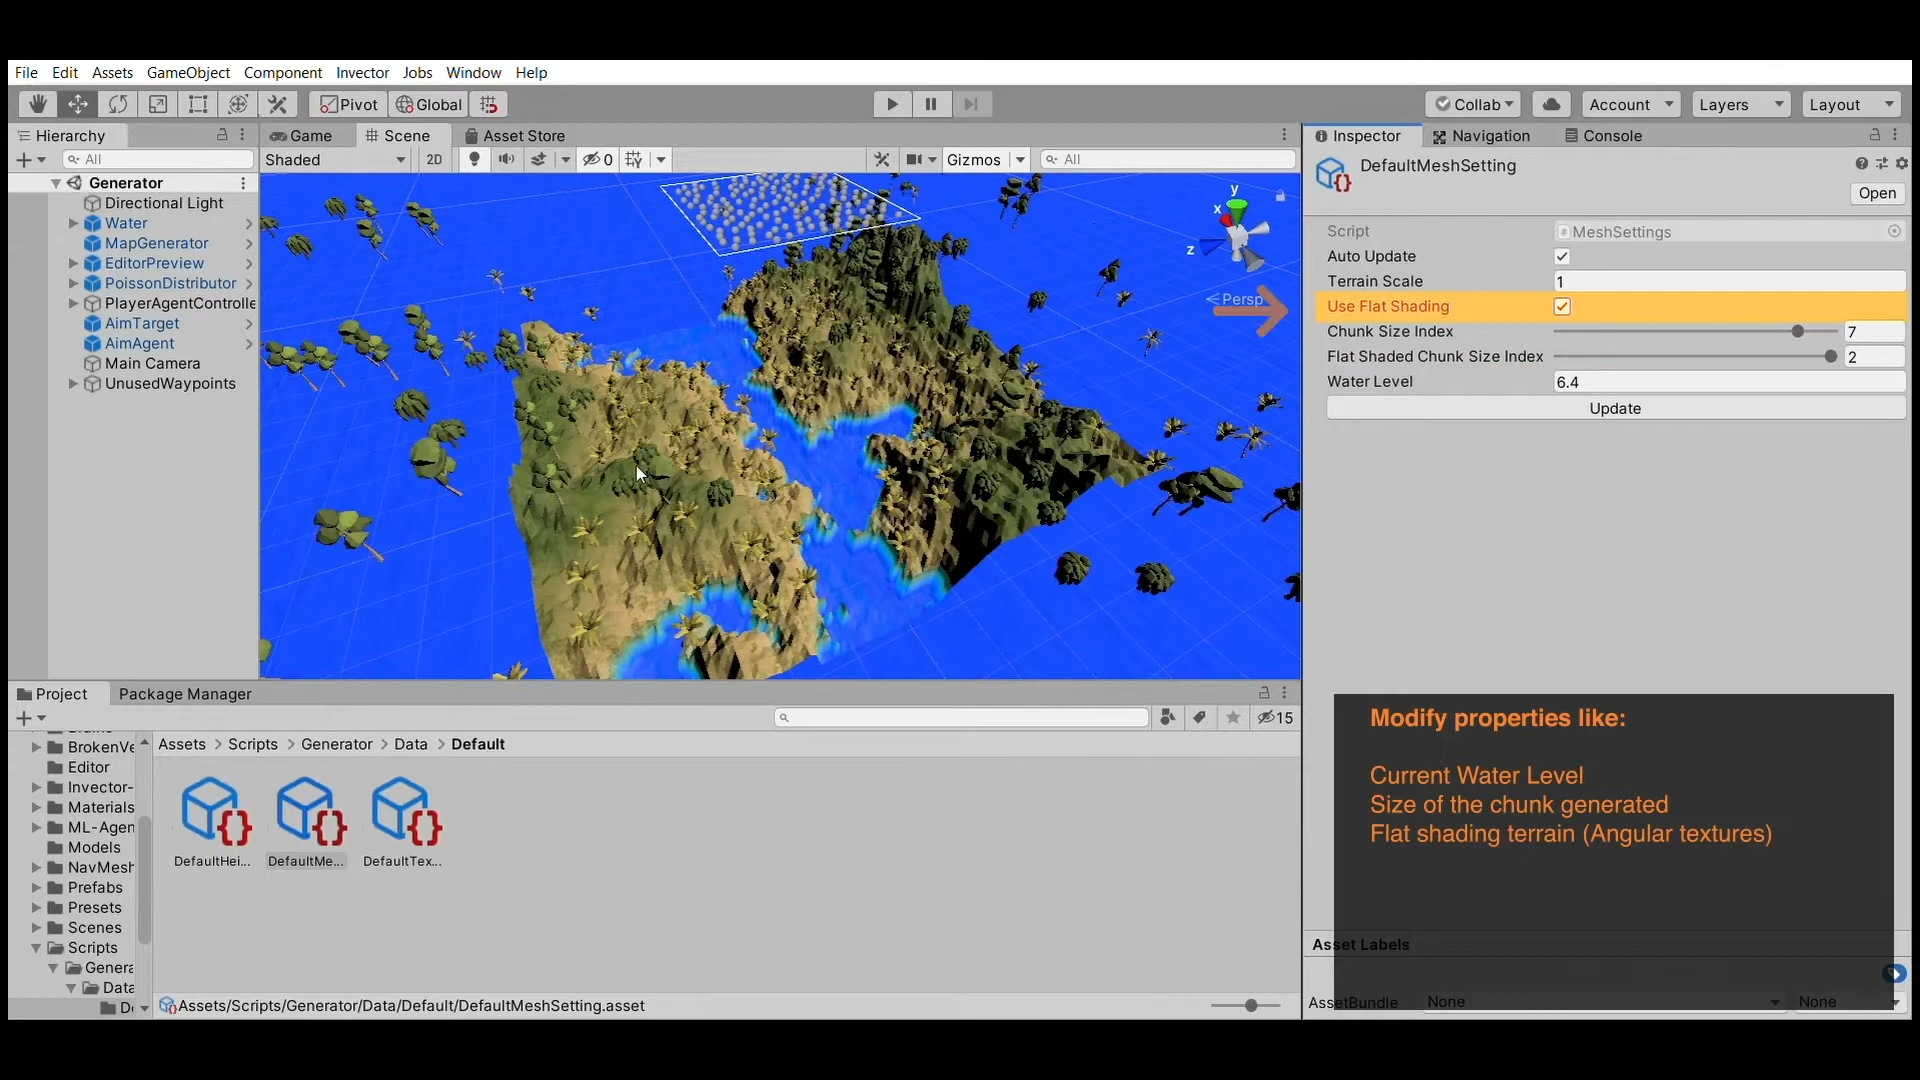 File Edit Assets GameObject Component Invector Jobs Window Help
Pivot Global Collab Account Layers Layout
Hierarchy
All
Generator
Directional Light
Water
MapGenerator
EditorPreview
PoissonDistributor
PlayerAgentControlle
AimTarget
AimAgent
Main Camera
UnusedWaypoints
Game Scene Asset Store
Shaded 2D 0 Gizmos All
y
x
z
Persp
Inspector Navigation Console
DefaultMeshSetting
Open
Script MeshSettings
Auto Update
Terrain Scale 1
Use Flat Shading
Chunk Size Index 7
Flat Shaded Chunk Size Index 2
Water Level 6.4
Update
Modify properties like:
Current Water Level
Size of the chunk generated
Flat shading terrain (Angular textures)
Asset Labels
AssetBundle None None
Project Package Manager
15
BrokenVe
Editor
Invector-
Materials
ML-Agen
Models
NavMesh
Prefabs
Presets
Scenes
Scripts
Genera
Data
Assets > Scripts > Generator > Data > Default
DefaultHei... DefaultMe... DefaultTex...
Assets/Scripts/Generator/Data/Default/DefaultMeshSetting.asset